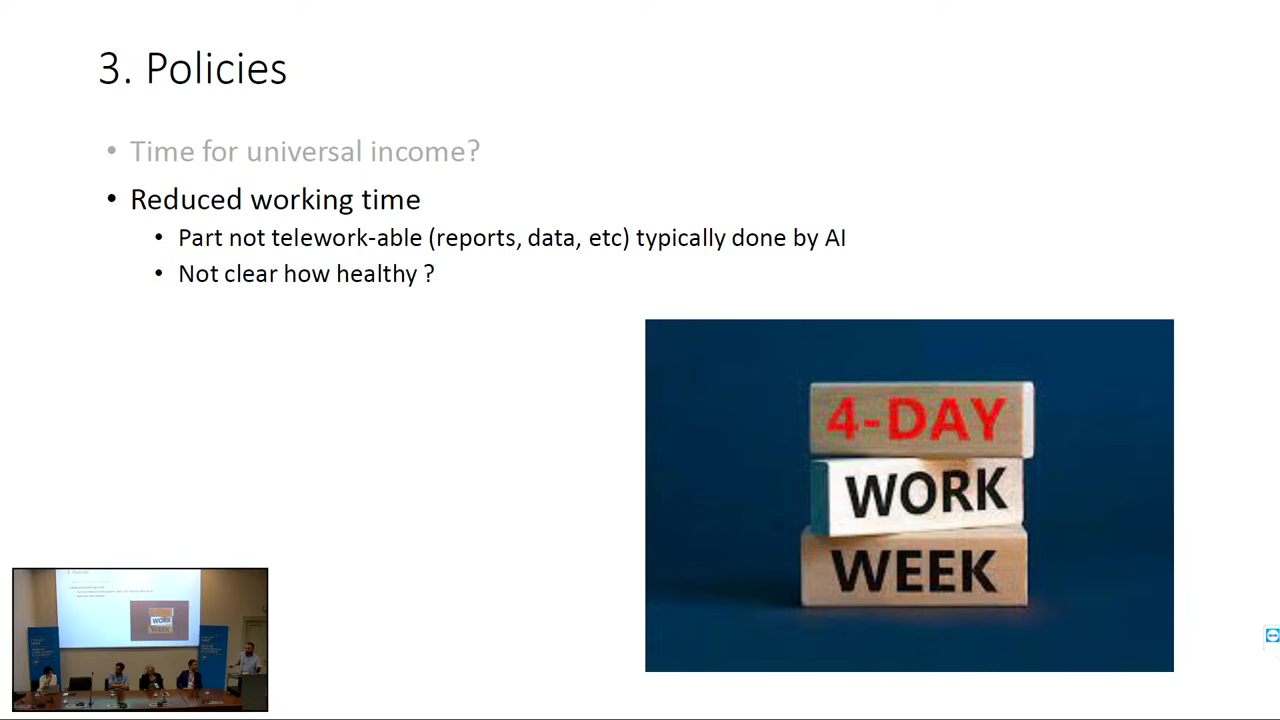 3. Policies
• Time for universal income?
• Reduced working time
• Part not telework-able (reports, data, etc) typically done by AI
• Not clear how healthy ?
4-DAY
WORK
WEEK